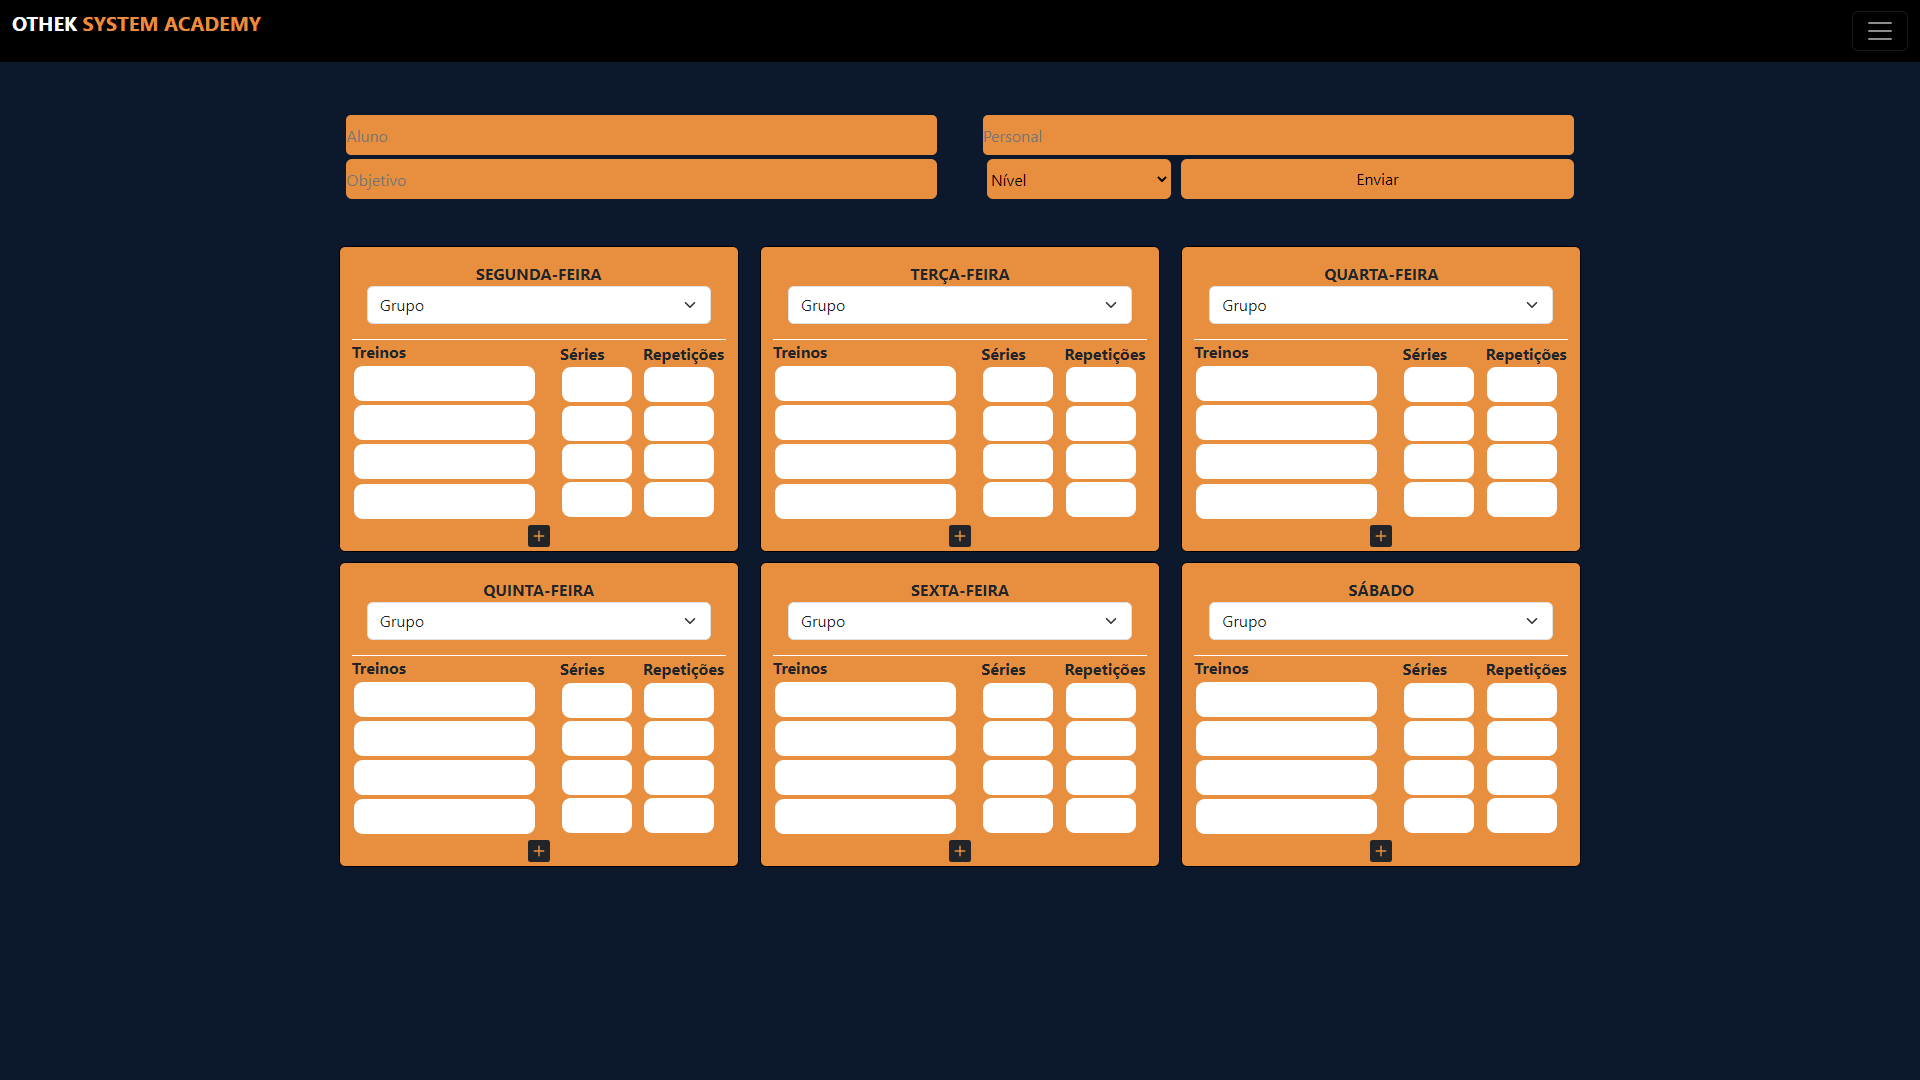 OTHEK SYSTEM ACADEMY
Aluno
Personal
Objetivo
Nível
Enviar
SEGUNDA-FEIRA
Grupo
Treinos Séries Repetições
+
TERÇA-FEIRA
Grupo
Treinos Séries Repetições
+
QUARTA-FEIRA
Grupo
Treinos Séries Repetições
+
QUINTA-FEIRA
Grupo
Treinos Séries Repetições
+
SEXTA-FEIRA
Grupo
Treinos Séries Repetições
+
SÁBADO
Grupo
Treinos Séries Repetições
+